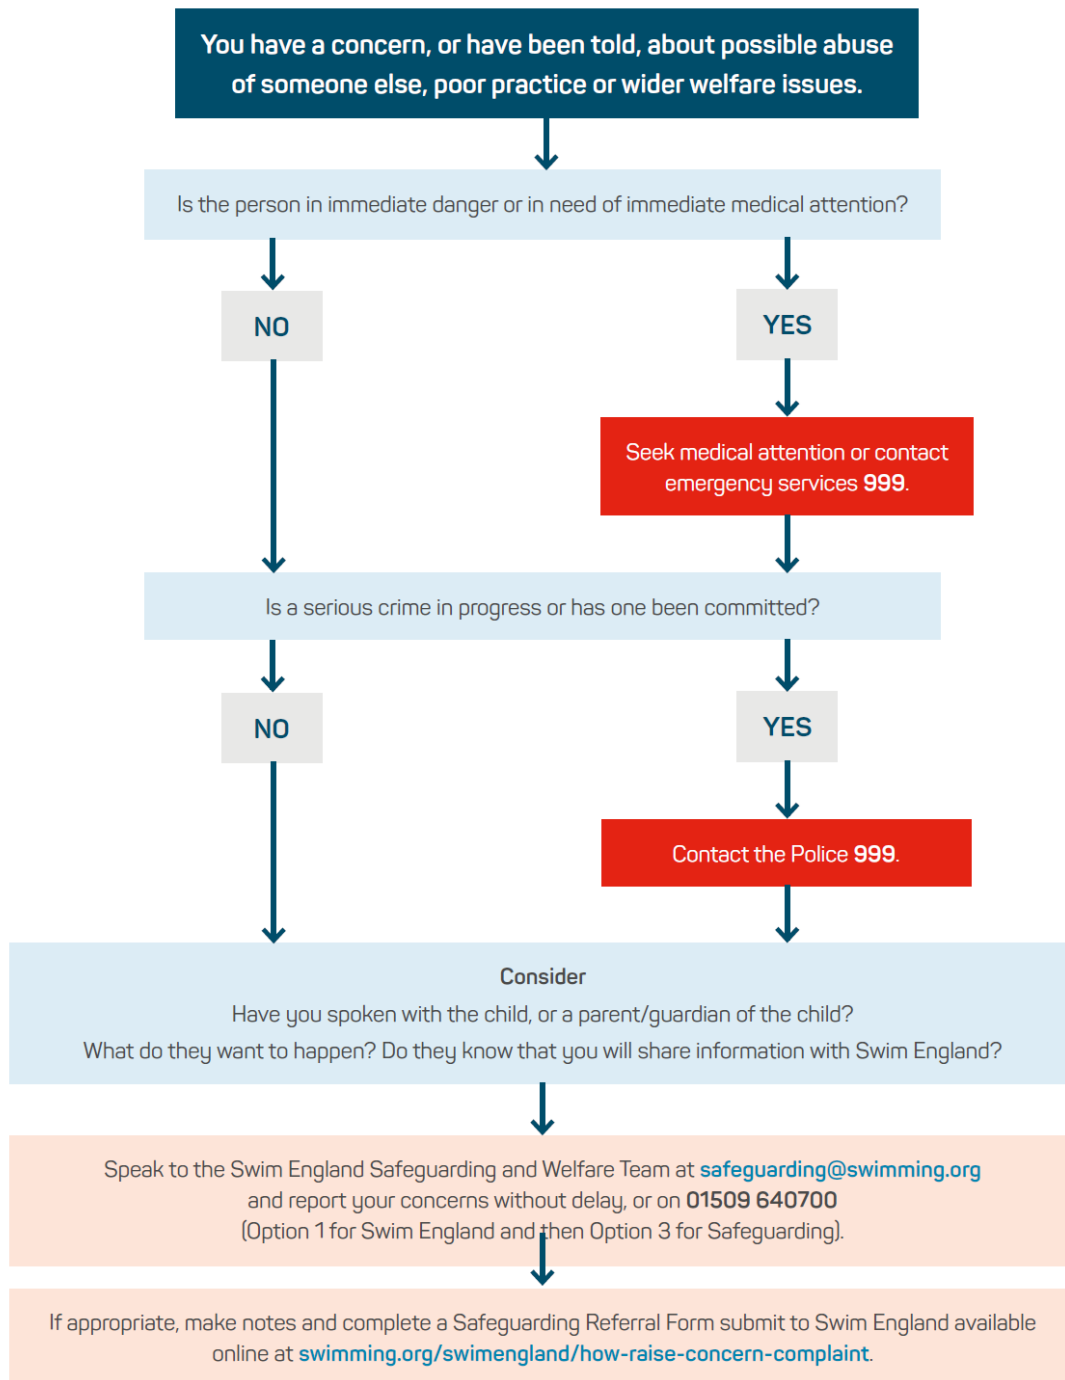 You have a concern, or have been told, about possible abuse
of someone else, poor practice or wider welfare issues.
Is the person in immediate danger or in need of immediate medical attention?
NO
YES
Seek medical attention or contact
emergency services 999.
Is a serious crime in progress or has one been committed?
NO
YES
Contact the Police 999.
Consider
Have you spoken with the child, or a parent/guardian of the child?
What do they want to happen? Do they know that you will share information with Swim England?
Speak to the Swim England Safeguarding and Welfare Team at safeguarding@swimming.org
and report your concerns without delay, or on 01509 640700
(Option 1 for Swim England and then Option 3 for Safeguarding).
If appropriate, make notes and complete a Safeguarding Referral Form submit to Swim England available
online at swimming.org/swimengland/how-raise-concern-complaint.